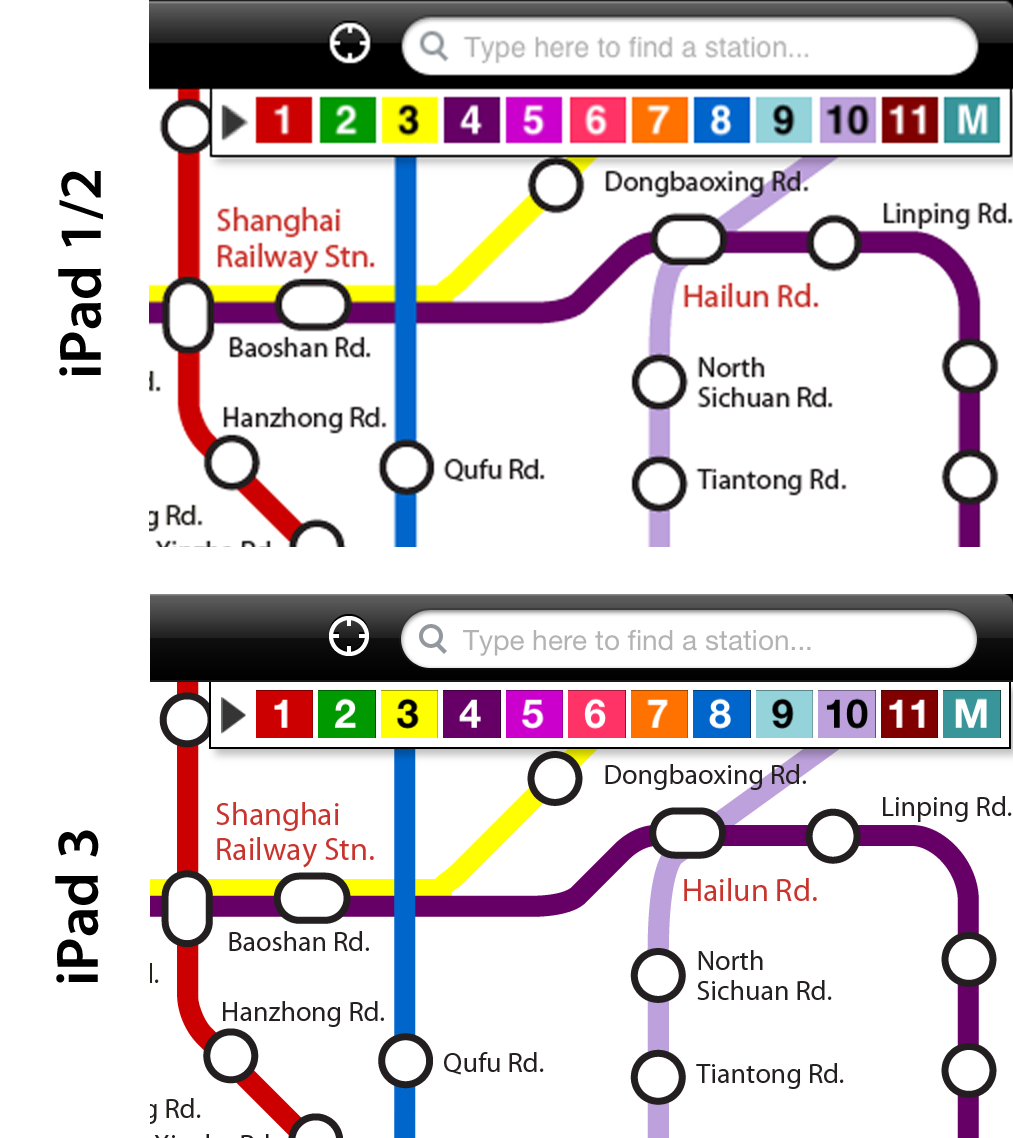 iPad 1/2
Type here to find a station...
1 2 3 4 5 6 7 8 9 10 11 M
Dongbaoxing Rd.
Linping Rd.
Shanghai
Railway Stn.
Hailun Rd.
Baoshan Rd.
North
Sichuan Rd.
Hanzhong Rd.
Qufu Rd.
Tiantong Rd.
g Rd.
iPad 3
Type here to find a station...
1 2 3 4 5 6 7 8 9 10 11 M
Dongbaoxing Rd.
Linping Rd.
Shanghai
Railway Stn.
Hailun Rd.
Baoshan Rd.
North
Sichuan Rd.
Hanzhong Rd.
Qufu Rd.
Tiantong Rd.
g Rd.